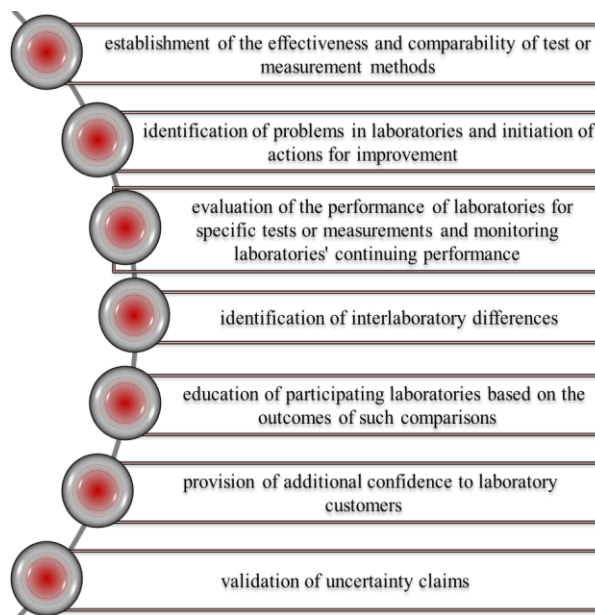 establishment of the effectiveness and comparability of test or
measurement methods
identification of problems in laboratories and initiation of
actions for improvement
evaluation of the performance of laboratories for
specific tests or measurements and monitoring
laboratories' continuing performance
identification of interlaboratory differences
education of participating laboratories based on the
outcomes of such comparisons
provision of additional confidence to laboratory
customers
validation of uncertainty claims